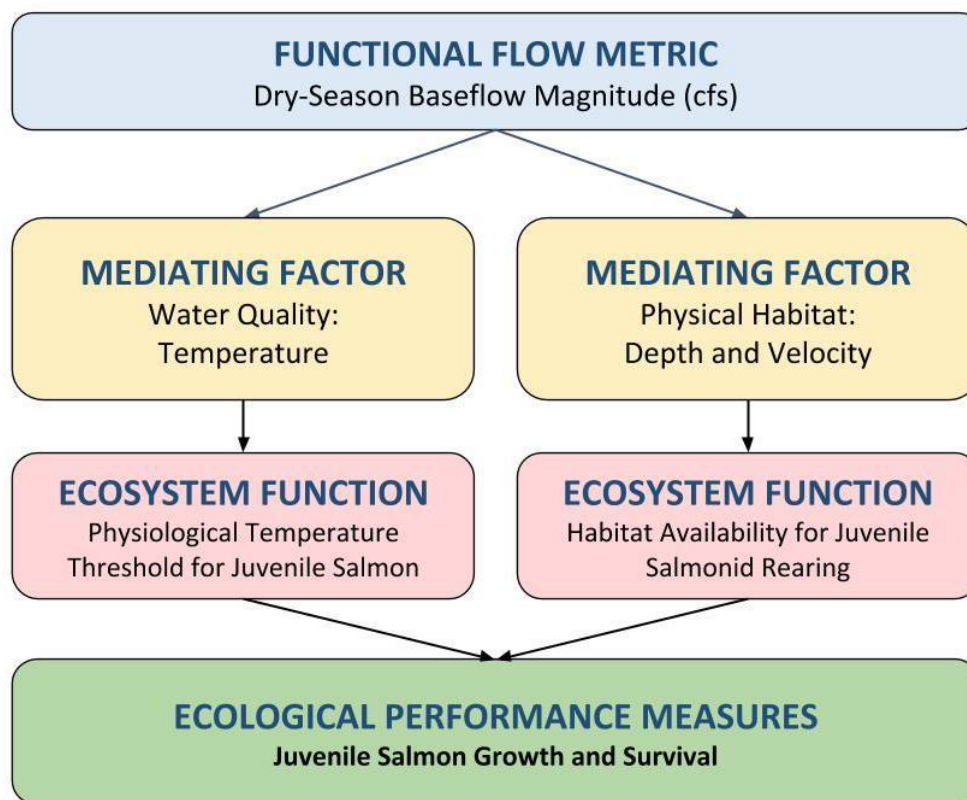 FUNCTIONAL FLOW METRIC
Dry-Season Baseflow Magnitude (cfs)
MEDIATING FACTOR
Water Quality:
Temperature
MEDIATING FACTOR
Physical Habitat:
Depth and Velocity
ECOSYSTEM FUNCTION
Physiological Temperature
Threshold for Juvenile Salmon
ECOSYSTEM FUNCTION
Habitat Availability for Juvenile
Salmonid Rearing
ECOLOGICAL PERFORMANCE MEASURES
Juvenile Salmon Growth and Survival